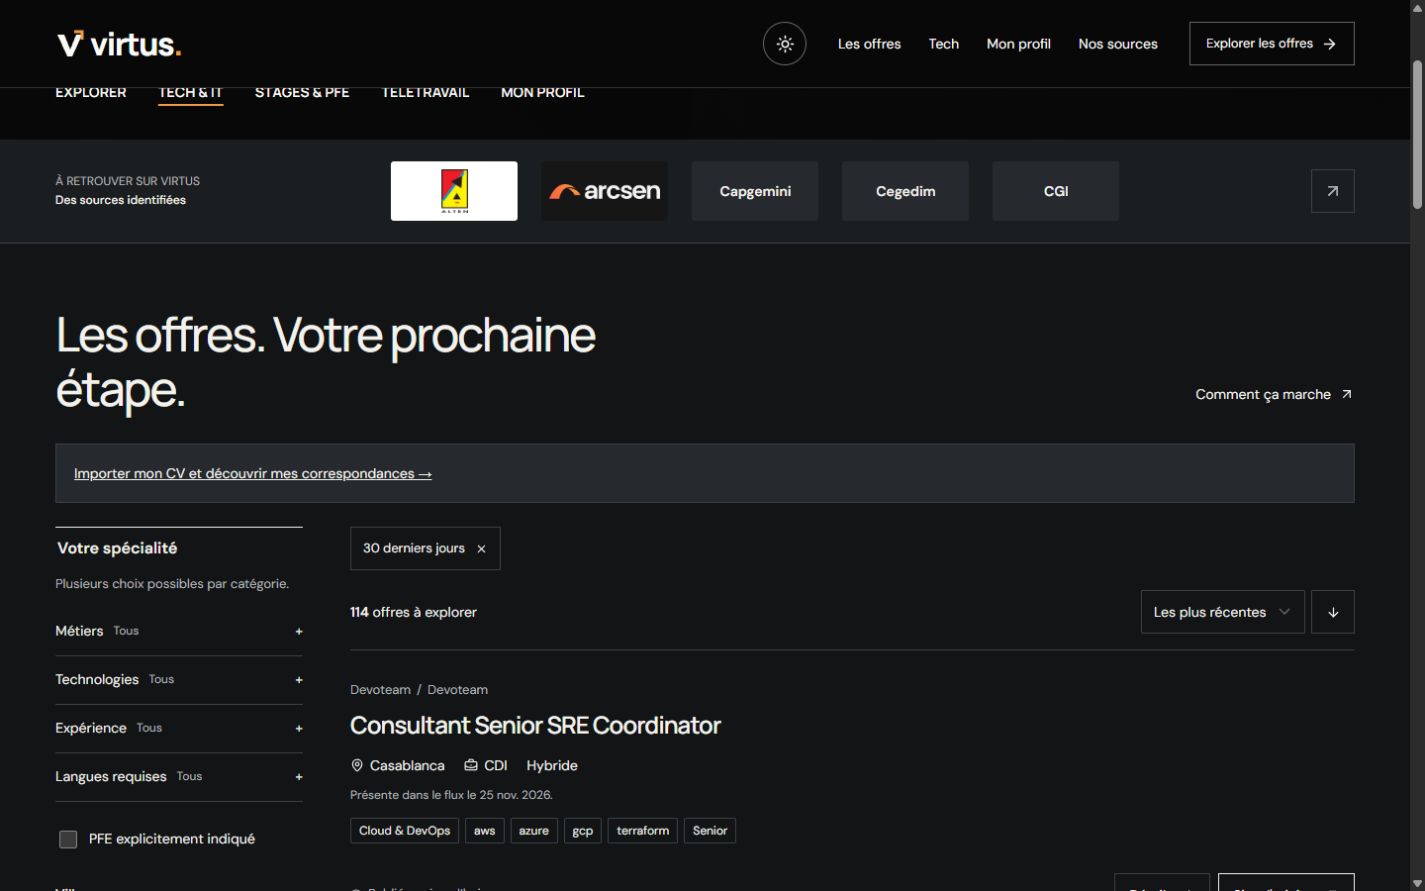 virtus.
Les offres
Tech
Mon profil
Nos sources
Explorer les offres →
EXPLORER
TECH & IT
STAGES & PFE
TÉLÉTRAVAIL
MON PROFIL
À RETROUVER SUR VIRTUS
Des sources identifiées
ALTEN
arcsen
Capgemini
Cegedim
CGI
Les offres. Votre prochaine
étape.
Comment ça marche
Importer mon CV et découvrir mes correspondances →
Votre spécialité
Plusieurs choix possibles par catégorie.
Métiers Tous +
Technologies Tous +
Expérience Tous +
Langues requises Tous +
PFE explicitement indiqué
30 derniers jours ×
114 offres à explorer
Les plus récentes
Devoteam / Devoteam
Consultant Senior SRE Coordinator
Casablanca CDI Hybride
Présente dans le flux le 25 nov. 2026.
Cloud & DevOps aws azure gcp terraform Senior